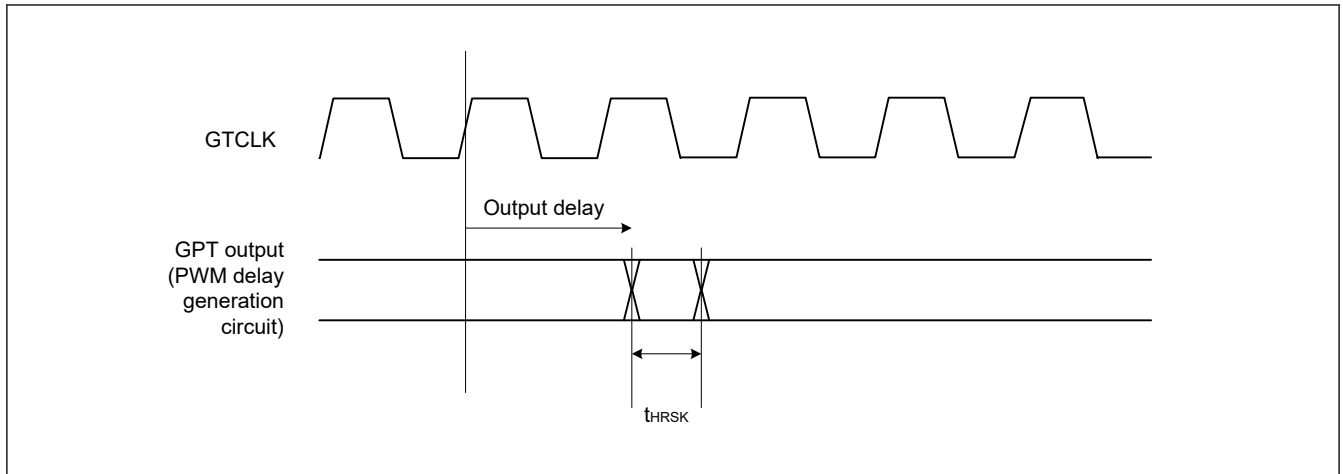 GTCLK
Output delay
GPT output
(PWM delay
generation
circuit)
tHRSK